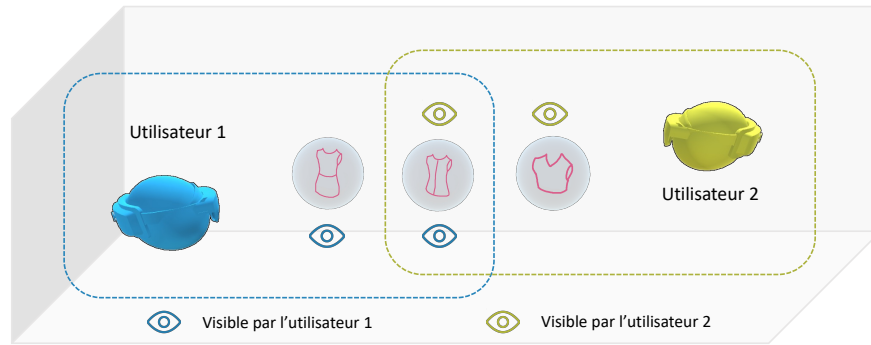 Utilisateur 1
Utilisateur 2
Visible par l’utilisateur 1
Visible par l’utilisateur 2